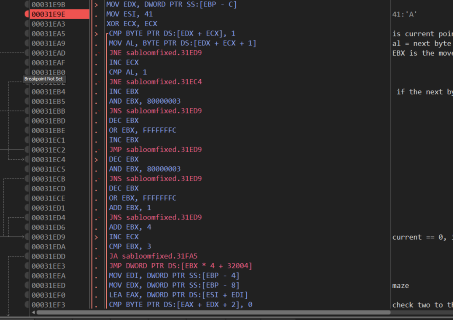 00031E9B > MOV EDX, DWORD PTR SS:[EBP - C]
00031E9E . MOV ESI, 41 41:'A'
00031EA3 . XOR ECX, ECX
00031EA5 > CMP BYTE PTR DS:[EDX + ECX], 1 is current poi
00031EA9 . MOV AL, BYTE PTR DS:[EDX + ECX + 1] al = next byte
00031EAD . JNE sabloomfixed.31ED9 EBX is the move
00031EAF . INC ECX
00031EB0 . CMP AL, 1
Breakpoint Not Set
. JNE sabloomfixed.31EC4
00031EB4 . INC EBX if the next by
00031EB5 . AND EBX, 80000003
00031EBB . JNS sabloomfixed.31ED9
00031EBD . DEC EBX
00031EBE . OR EBX, FFFFFFFC
00031EC1 . INC EBX
00031EC2 . JMP sabloomfixed.31ED9
00031EC4 > DEC EBX
00031EC5 . AND EBX, 80000003
00031ECB . JNS sabloomfixed.31ED9
00031ECD . DEC EBX
00031ECE . OR EBX, FFFFFFFC
00031ED1 . ADD EBX, 1
00031ED4 . JNS sabloomfixed.31ED9
00031ED6 . ADD EBX, 4
00031ED9 > INC ECX current == 0, i
00031EDA . CMP EBX, 3
00031EDD . JA sabloomfixed.31FA5
00031EE3 . JMP DWORD PTR DS:[EBX * 4 + 32004]
00031EEA . MOV EDI, DWORD PTR SS:[EBP - 4]
00031EED . MOV EDX, DWORD PTR SS:[EBP - 8] maze
00031EF0 . LEA EAX, DWORD PTR DS:[ESI + EDI]
00031EF3 . CMP BYTE PTR DS:[EAX + EDX + 2], 0 check two to th